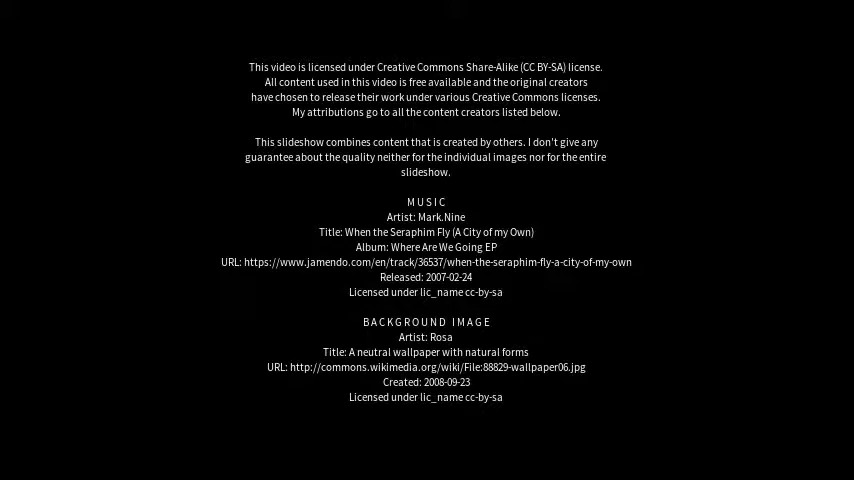 This video is licensed under Creative Commons Share-Alike (CC BY-SA) license.
All content used in this video is free available and the original creators
have chosen to release their work under various Creative Commons licenses.
My attributions go to all the content creators listed below.
This slideshow combines content that is created by others. I don't give any
guarantee about the quality neither for the individual images nor for the entire
slideshow.
MUSIC
Artist: Mark.Nine
Title: When the Seraphim Fly (A City of my Own)
Album: Where Are We Going EP
URL: https://www.jamendo.com/en/track/36537/when-the-seraphim-fly-a-city-of-my-own
Released: 2007-02-24
Licensed under lic_name cc-by-sa
BACKGROUND IMAGE
Artist: Rosa
Title: A neutral wallpaper with natural forms
URL: http://commons.wikimedia.org/wiki/File:88829-wallpaper06.jpg
Created: 2008-09-23
Licensed under lic_name cc-by-sa